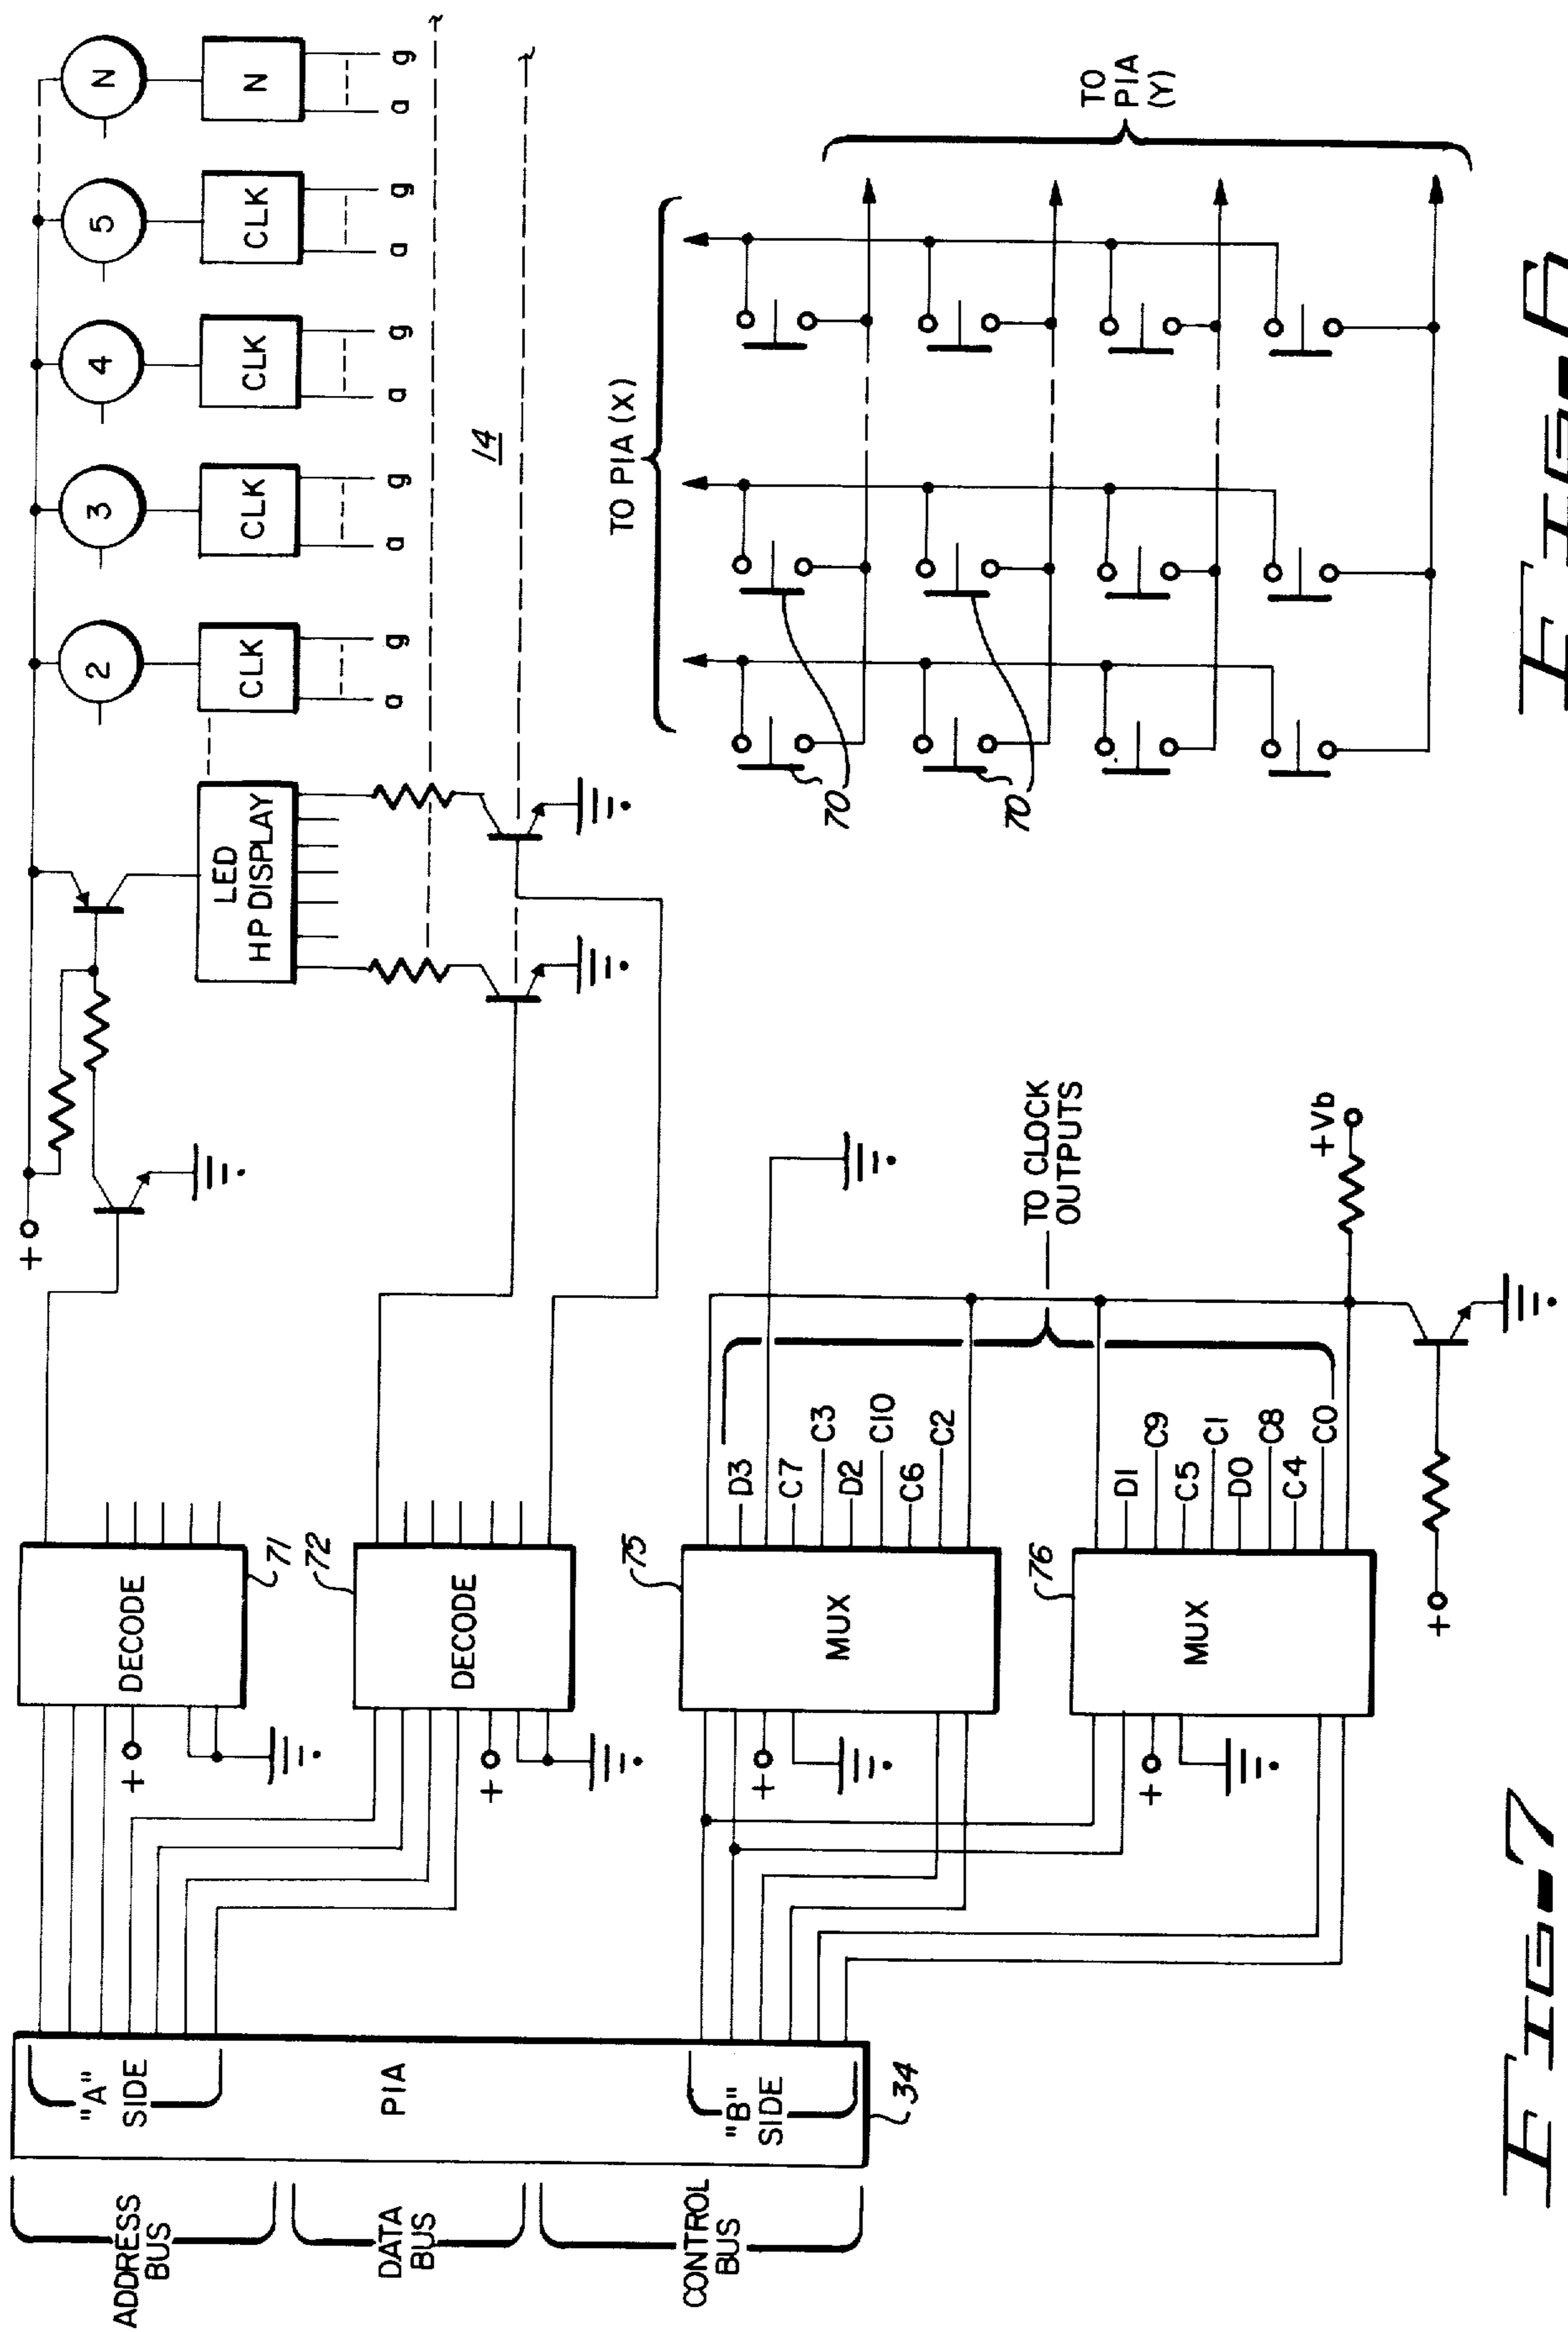 ADDRESS
BUS
DATA
BUS
CONTROL
BUS
"A"
SIDE
PIA
"B"
SIDE
34
DECODE
71
+
DECODE
72
+
MUX
75
+
D3
C7
C3
D2
C10
C6
C2
MUX
76
+
D1
C9
C5
C1
D0
C8
C4
C0
TO CLOCK
OUTPUTS
+Vb
+
+
LED
HP DISPLAY
2
3
4
5
N
CLK
CLK
CLK
CLK
N
a
g
a
g
a
g
a
g
a
g
14
FIG-7
TO PIA (X)
TO
PIA
(Y)
70
70
FIG-6